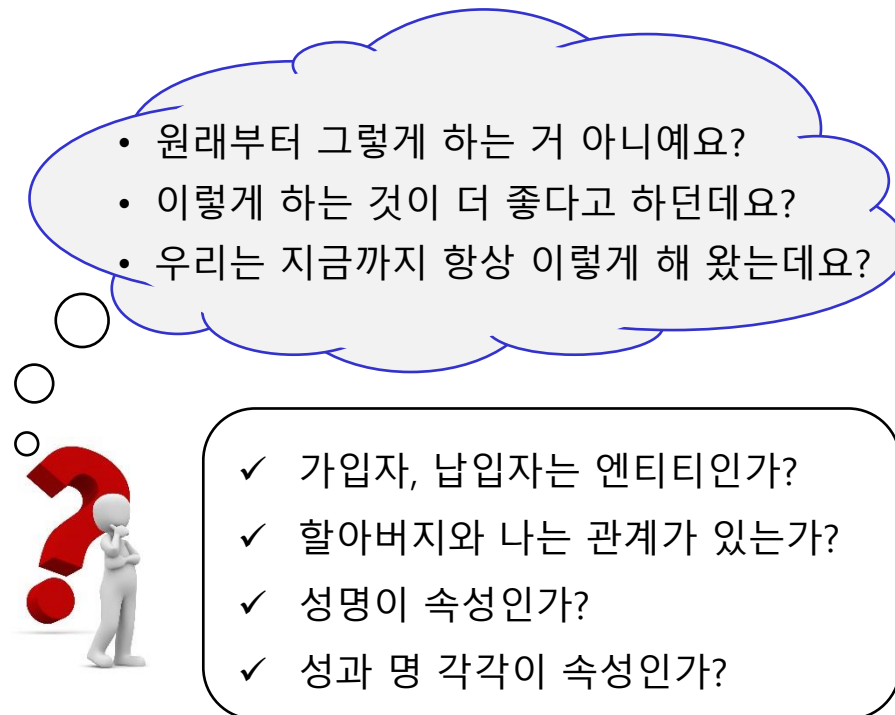 • 원래부터 그렇게 하는 거 아니예요?
• 이렇게 하는 것이 더 좋다고 하던데요?
• 우리는 지금까지 항상 이렇게 해 왔는데요?
✓ 가입자, 납입자는 엔티티인가?
✓ 할아버지와 나는 관계가 있는가?
✓ 성명이 속성인가?
✓ 성과 명 각각이 속성인가?